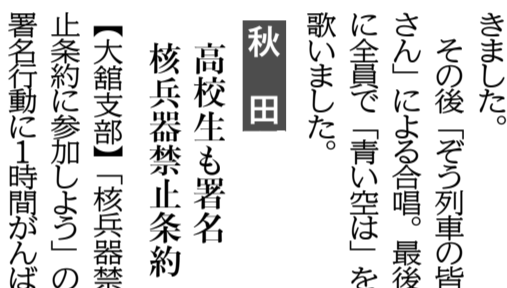 きました。
その後「ぞう列車の皆
さん」による合唱。最後
に全員で「青い空は」を
歌いました。
秋田
高校生も署名
核兵器禁止条約
【大舘支部】「核兵器禁
止条約に参加しよう」の
署名行動に1時間がんば